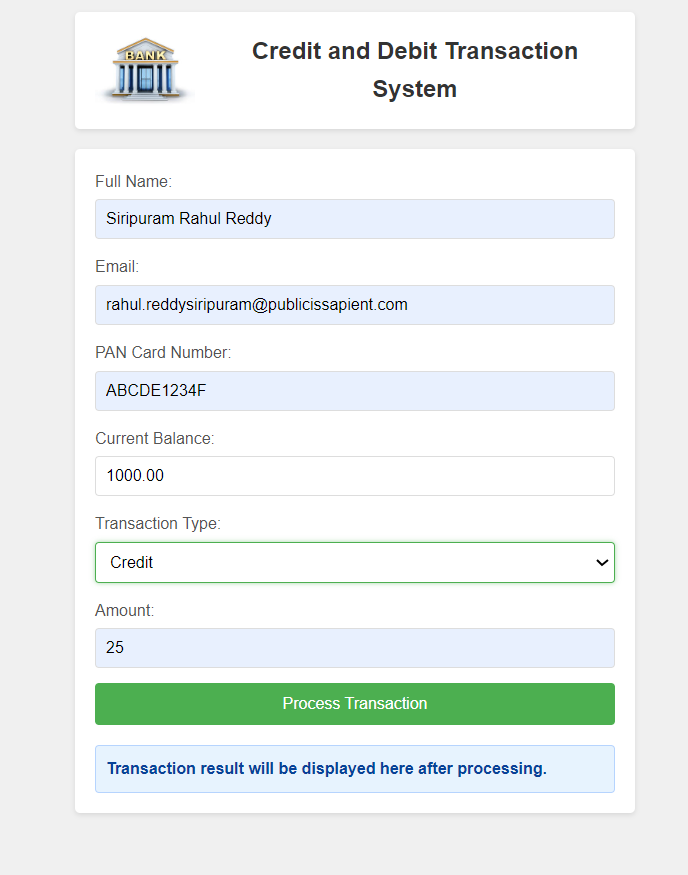 BANK
Credit and Debit Transaction
System
Full Name:
Siripuram Rahul Reddy
Email:
rahul.reddysiripuram@publicissapient.com
PAN Card Number:
ABCDE1234F
Current Balance:
1000.00
Transaction Type:
Credit
Amount:
25
Process Transaction
Transaction result will be displayed here after processing.